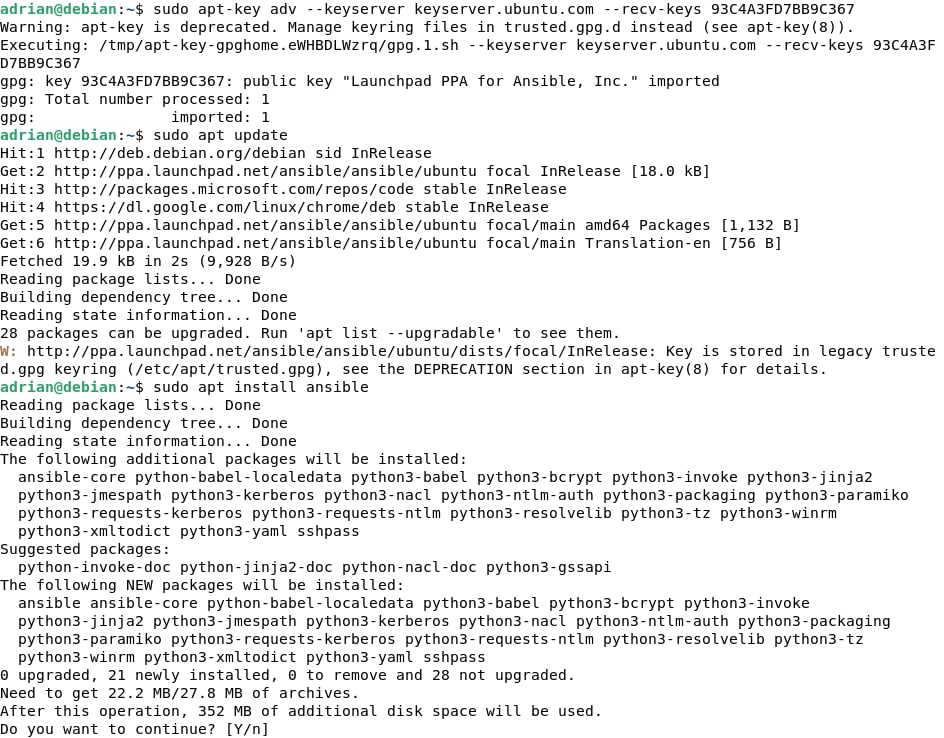 adrian@debian:~$ sudo apt-key adv --keyserver keyserver.ubuntu.com --recv-keys 93C4A3FD7BB9C367
Warning: apt-key is deprecated. Manage keyring files in trusted.gpg.d instead (see apt-key(8)).
Executing: /tmp/apt-key-gpghome.eWHBDLWzrq/gpg.1.sh --keyserver keyserver.ubuntu.com --recv-keys 93C4A3F
D7BB9C367
gpg: key 93C4A3FD7BB9C367: public key "Launchpad PPA for Ansible, Inc." imported
gpg: Total number processed: 1
gpg:               imported: 1
adrian@debian:~$ sudo apt update
Hit:1 http://deb.debian.org/debian sid InRelease
Get:2 http://ppa.launchpad.net/ansible/ansible/ubuntu focal InRelease [18.0 kB]
Hit:3 http://packages.microsoft.com/repos/code stable InRelease
Hit:4 https://dl.google.com/linux/chrome/deb stable InRelease
Get:5 http://ppa.launchpad.net/ansible/ansible/ubuntu focal/main amd64 Packages [1,132 B]
Get:6 http://ppa.launchpad.net/ansible/ansible/ubuntu focal/main Translation-en [756 B]
Fetched 19.9 kB in 2s (9,928 B/s)
Reading package lists... Done
Building dependency tree... Done
Reading state information... Done
28 packages can be upgraded. Run 'apt list --upgradable' to see them.
W: http://ppa.launchpad.net/ansible/ansible/ubuntu/dists/focal/InRelease: Key is stored in legacy truste
d.gpg keyring (/etc/apt/trusted.gpg), see the DEPRECATION section in apt-key(8) for details.
adrian@debian:~$ sudo apt install ansible
Reading package lists... Done
Building dependency tree... Done
Reading state information... Done
The following additional packages will be installed:
  ansible-core python-babel-localedata python3-babel python3-bcrypt python3-invoke python3-jinja2
  python3-jmespath python3-kerberos python3-nacl python3-ntlm-auth python3-packaging python3-paramiko
  python3-requests-kerberos python3-requests-ntlm python3-resolvelib python3-tz python3-winrm
  python3-xmltodict python3-yaml sshpass
Suggested packages:
  python-invoke-doc python-jinja2-doc python-nacl-doc python3-gssapi
The following NEW packages will be installed:
  ansible ansible-core python-babel-localedata python3-babel python3-bcrypt python3-invoke
  python3-jinja2 python3-jmespath python3-kerberos python3-nacl python3-ntlm-auth python3-packaging
  python3-paramiko python3-requests-kerberos python3-requests-ntlm python3-resolvelib python3-tz
  python3-winrm python3-xmltodict python3-yaml sshpass
0 upgraded, 21 newly installed, 0 to remove and 28 not upgraded.
Need to get 22.2 MB/27.8 MB of archives.
After this operation, 352 MB of additional disk space will be used.
Do you want to continue? [Y/n]